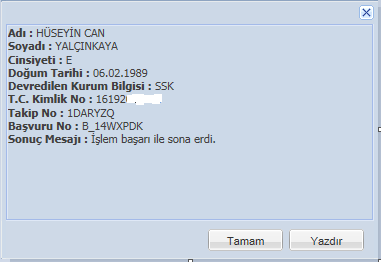 Adı : HÜSEYİN CAN
Soyadı : YALÇINKAYA
Cinsiyeti : E
Doğum Tarihi : 06.02.1989
Devredilen Kurum Bilgisi : SSK
T.C. Kimlik No : 16192
Takip No : 1DARYZQ
Başvuru No : B_14WXPDK
Sonuç Mesajı : İşlem başarı ile sona erdi.
Tamam
Yazdır